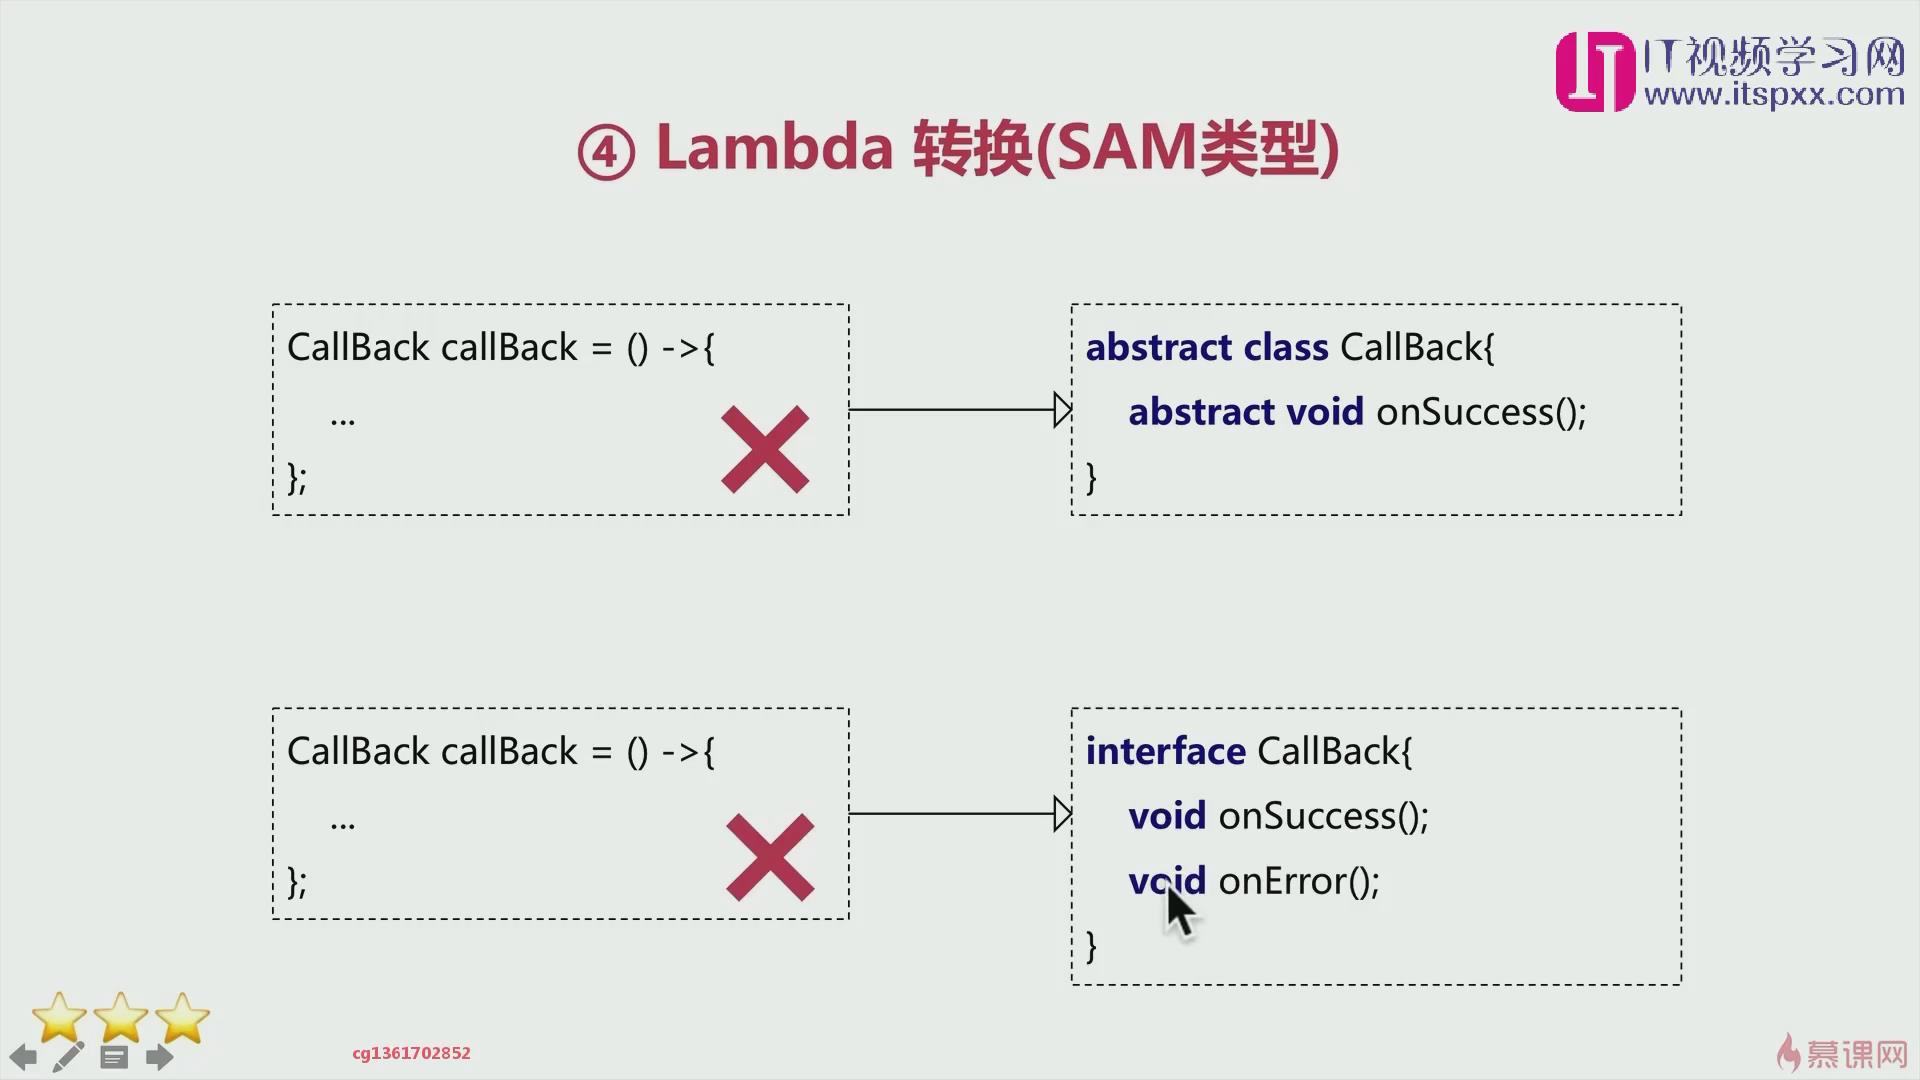 IT视频学习网
www.itspxx.com
④ Lambda 转换(SAM类型)
CallBack callBack = () ->{
...
};
abstract class CallBack{
abstract void onSuccess();
}
CallBack callBack = () ->{
...
};
interface CallBack{
void onSuccess();
void onError();
}
cg1361702852
慕课网